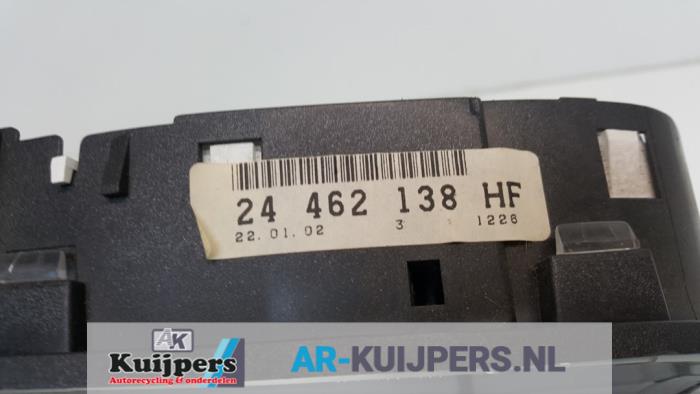 24 462 138 HF
22.01.02 3 1226
AK
Kuijpers
Autorecycling & onderdelen
AR-KUIJPERS.NL